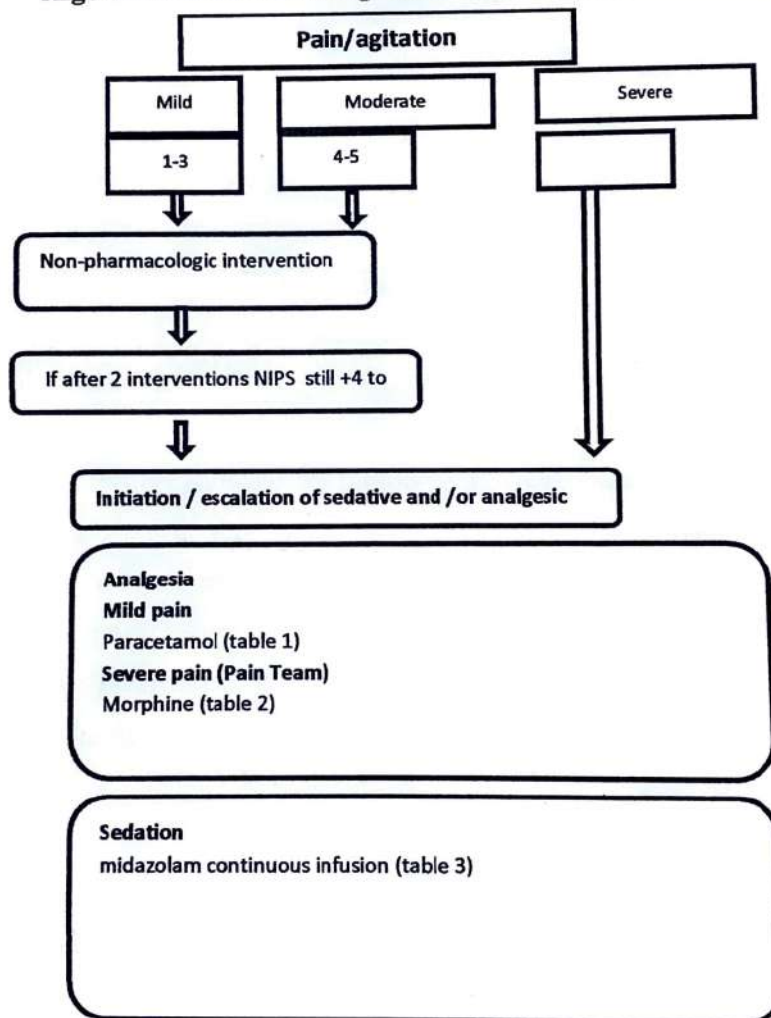 Pain/agitation
Mild
Moderate
Severe
1-3
4-5
Non-pharmacologic intervention
If after 2 interventions NIPS still +4 to
Initiation / escalation of sedative and /or analgesic
Analgesia
Mild pain
Paracetamol (table 1)
Severe pain (Pain Team)
Morphine (table 2)
Sedation
midazolam continuous infusion (table 3)